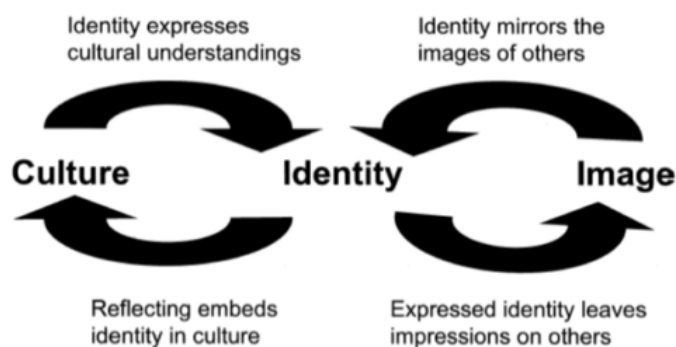 Identity expresses
cultural understandings
Identity mirrors the
images of others
Culture
Identity
Image
Reflecting embeds
identity in culture
Expressed identity leaves
impressions on others